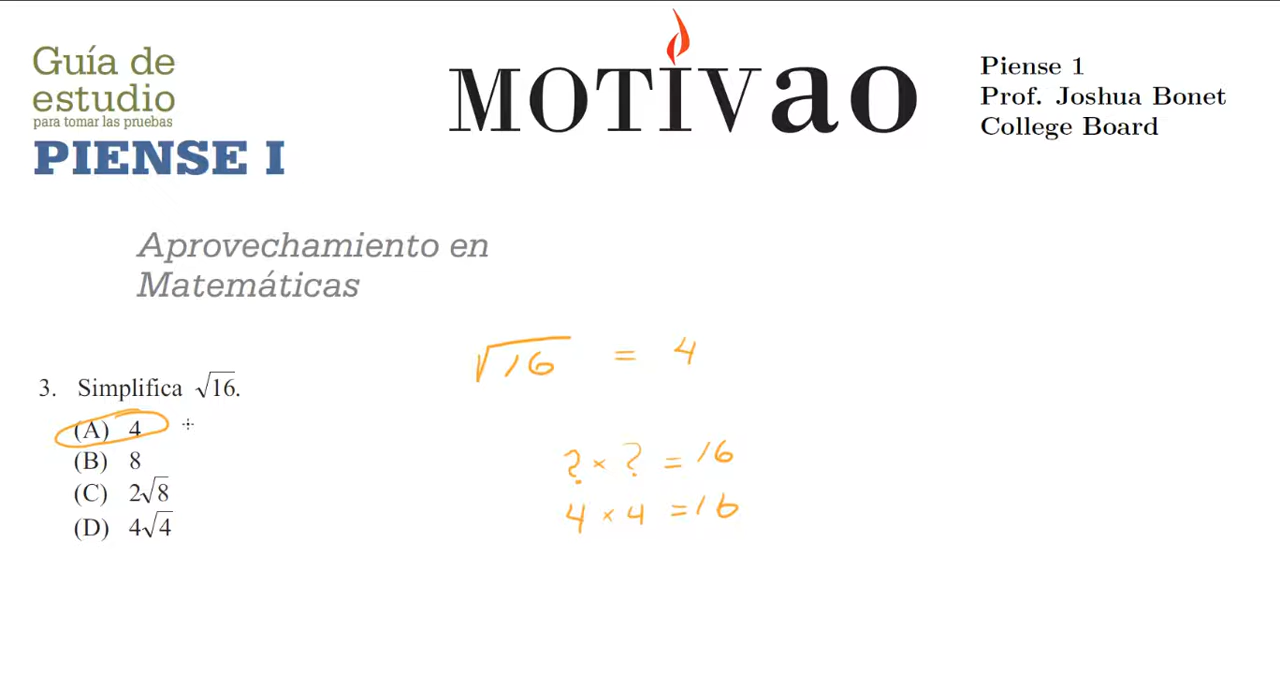 Guía de
estudio
para tomar las pruebas
PIENSE I
MOTIVao
Piense 1
Prof. Joshua Bonet
College Board
Aprovechamiento en
Matemáticas
3. Simplifica √16.
(A) 4
(B) 8
(C) 2√8
(D) 4√4
√16 = 4
? × ? = 16
4 × 4 = 16